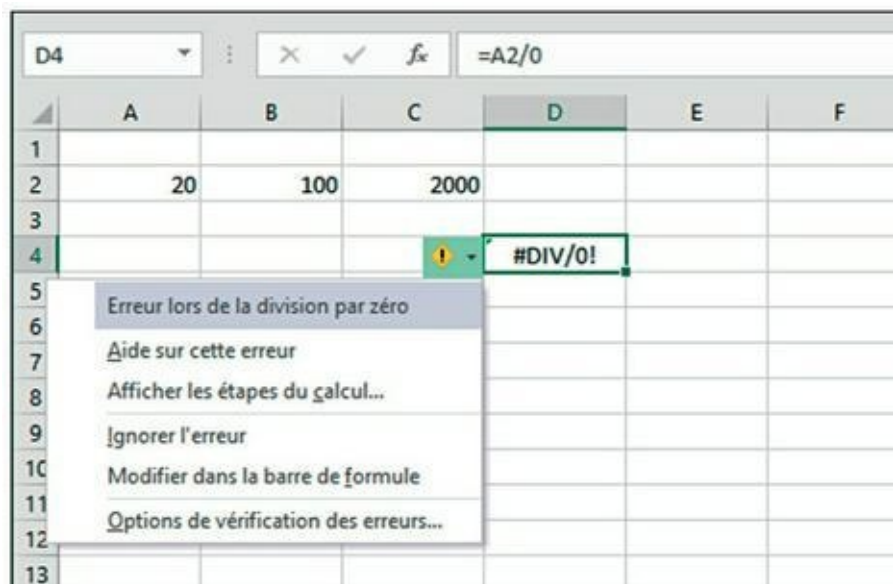 D4 fx =A2/0
A B C D E F
1
2 20 100 2000
3
4 #DIV/0!
5
Erreur lors de la division par zéro
6
7 Aide sur cette erreur
8 Afficher les étapes du calcul...
9 Ignorer l'erreur
10 Modifier dans la barre de formule
11
12 Options de vérification des erreurs...
13